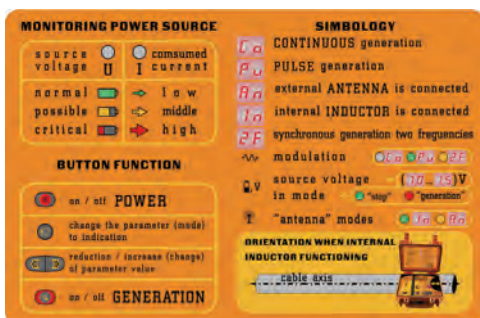 MONITORING POWER SOURCE
source voltage U I comsumed current
normal low
possible middle
critical high
BUTTON FUNCTION
on / off POWER
change the parameter (mode)
to indication
reduction / increase (change)
of parameter value
on / off GENERATION
SIMBOLOGY
Co CONTINUOUS generation
Pu PULSE generation
An external ANTENNA is connected
In internal INDUCTOR is connected
2F synchronous generation two frequencies
modulation Co Pu 2F
V source voltage (7.0 ... 15)V
in mode "stop" "generation"
"antenna" modes In An
ORIENTATION WHEN INTERNAL
INDUCTOR FUNCTIONING
cable axis